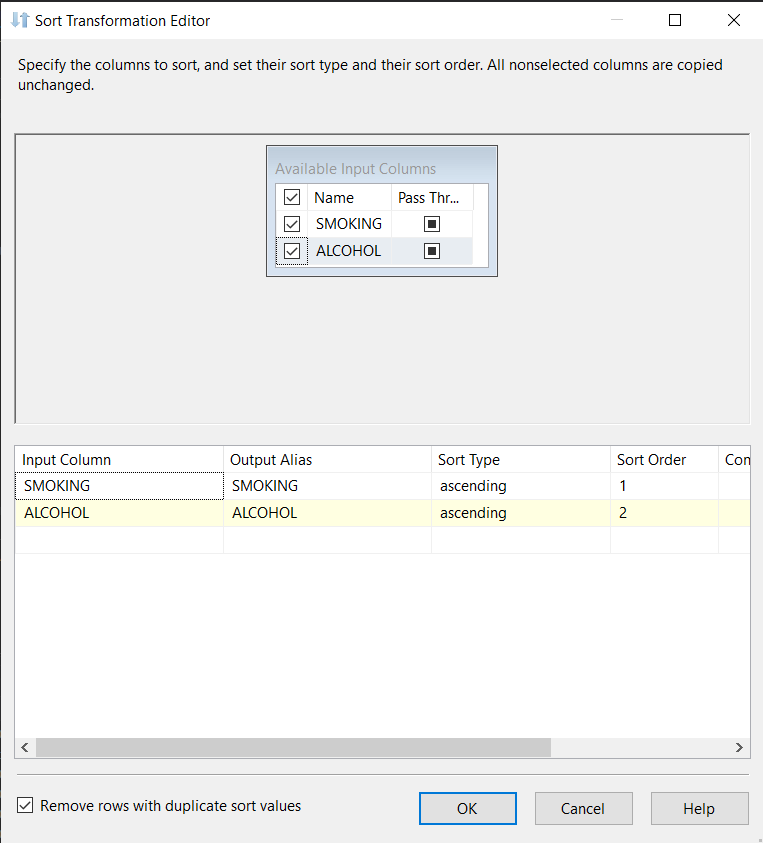 Sort Transformation Editor
Specify the columns to sort, and set their sort type and their sort order. All nonselected columns are copied
unchanged.
Available Input Columns
Name Pass Thr...
SMOKING
ALCOHOL
Input Column Output Alias Sort Type Sort Order Con
SMOKING SMOKING ascending 1
ALCOHOL ALCOHOL ascending 2
Remove rows with duplicate sort values OK Cancel Help